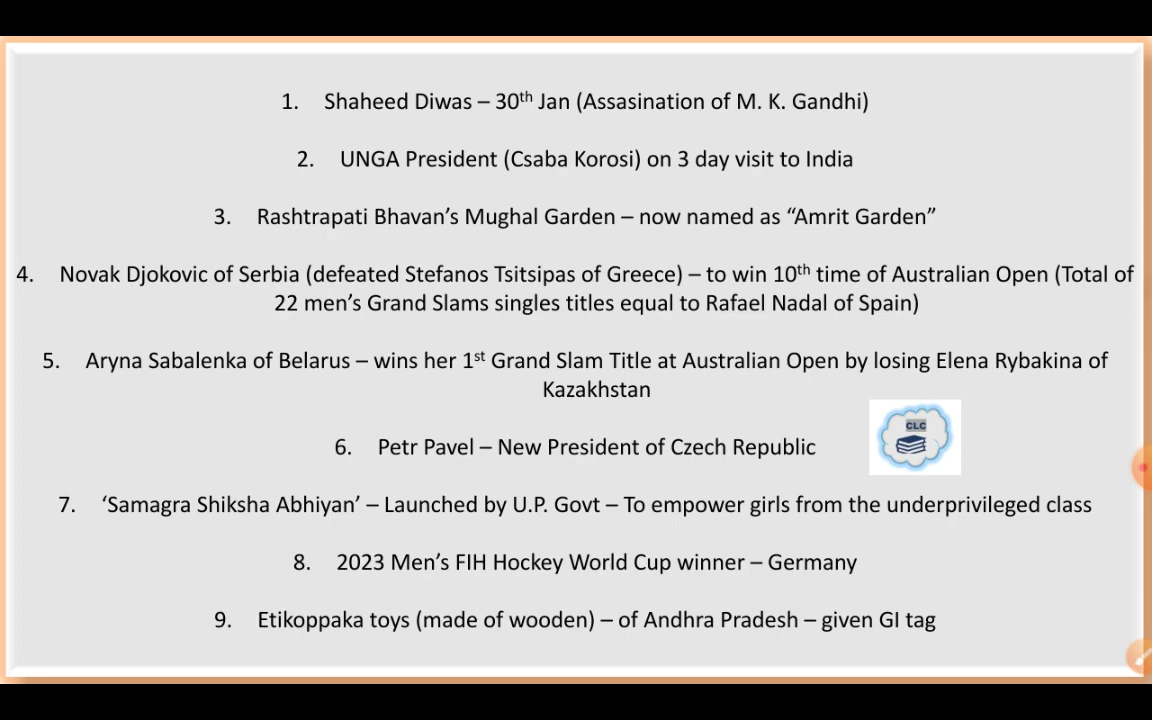 1. Shaheed Diwas – 30th Jan (Assasination of M. K. Gandhi)
2. UNGA President (Csaba Korosi) on 3 day visit to India
3. Rashtrapati Bhavan’s Mughal Garden – now named as “Amrit Garden”
4. Novak Djokovic of Serbia (defeated Stefanos Tsitsipas of Greece) – to win 10th time of Australian Open (Total of
22 men’s Grand Slams singles titles equal to Rafael Nadal of Spain)
5. Aryna Sabalenka of Belarus – wins her 1st Grand Slam Title at Australian Open by losing Elena Rybakina of
Kazakhstan
CLC
6. Petr Pavel – New President of Czech Republic
7. ‘Samagra Shiksha Abhiyan’ – Launched by U.P. Govt – To empower girls from the underprivileged class
8. 2023 Men’s FIH Hockey World Cup winner – Germany
9. Etikoppaka toys (made of wooden) – of Andhra Pradesh – given GI tag